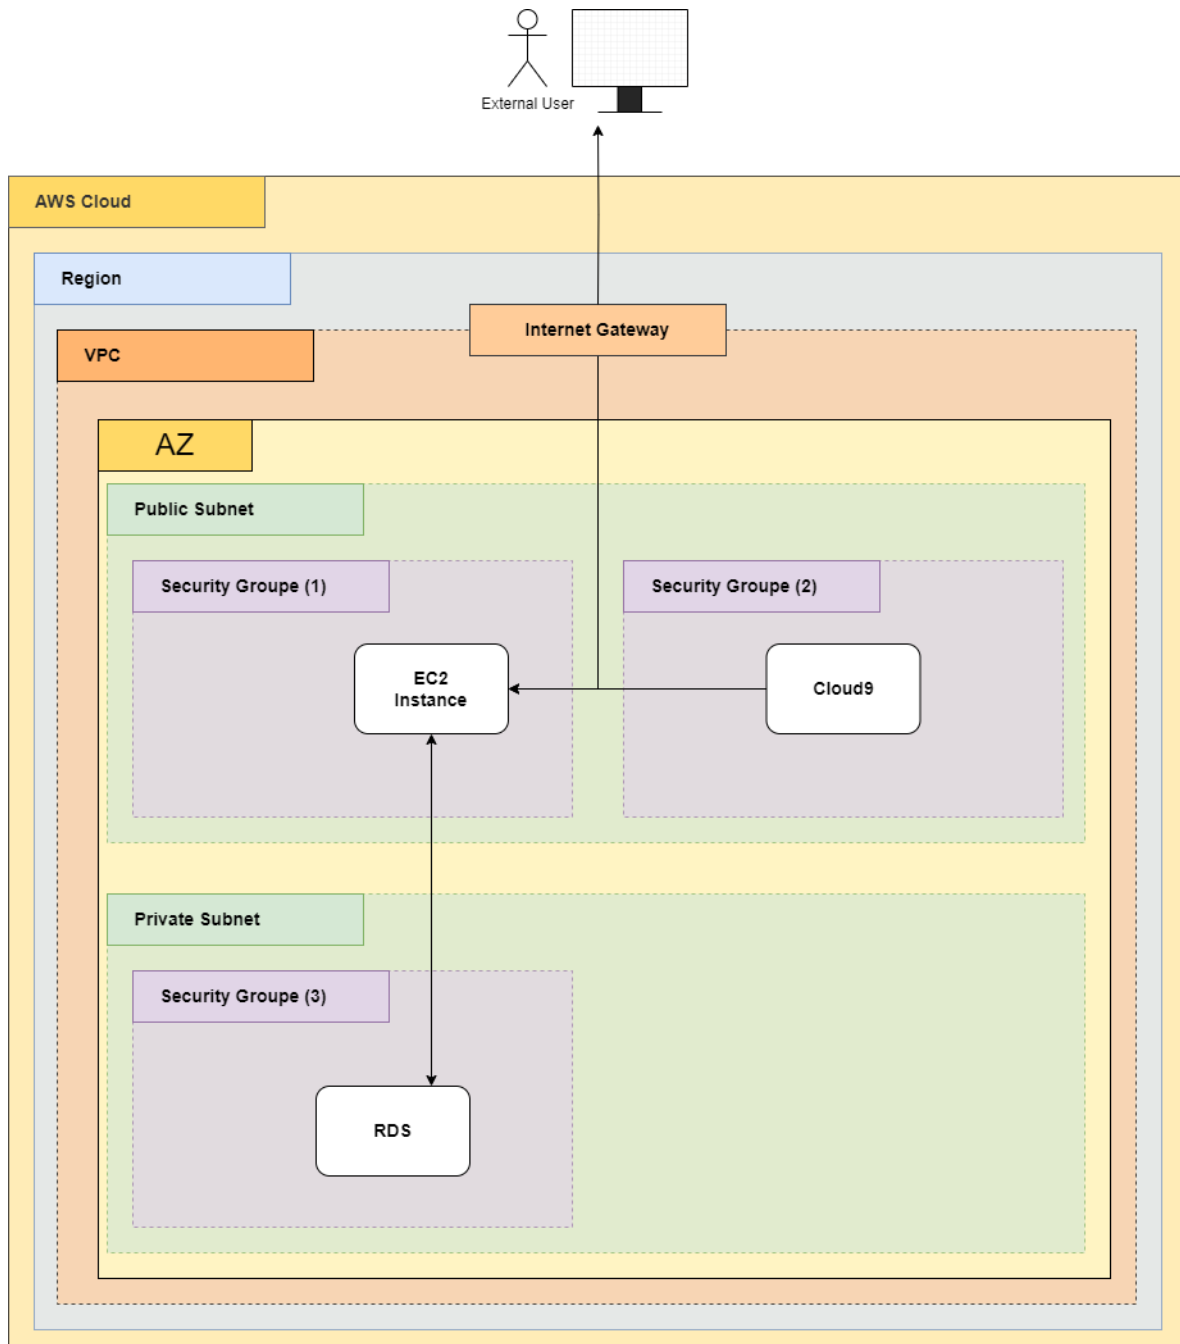 External User
AWS Cloud
Region
Internet Gateway
VPC
AZ
Public Subnet
Security Groupe (1)
Security Groupe (2)
EC2
Instance
Cloud9
Private Subnet
Security Groupe (3)
RDS